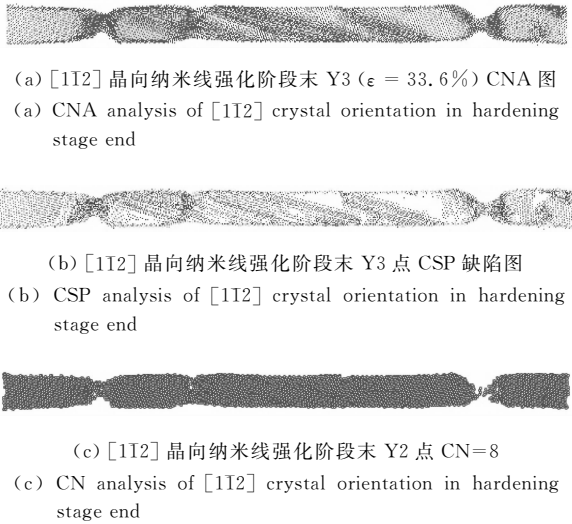 (a) [11̄2] 晶向纳米线强化阶段末 Y3 (ε = 33.6%) CNA 图
(a) CNA analysis of [11̄2] crystal orientation in hardening
stage end
(b) [11̄2] 晶向纳米线强化阶段末 Y3 点 CSP 缺陷图
(b) CSP analysis of [11̄2] crystal orientation in hardening
stage end
(c) [11̄2] 晶向纳米线强化阶段末 Y2 点 CN=8
(c) CN analysis of [11̄2] crystal orientation in hardening
stage end